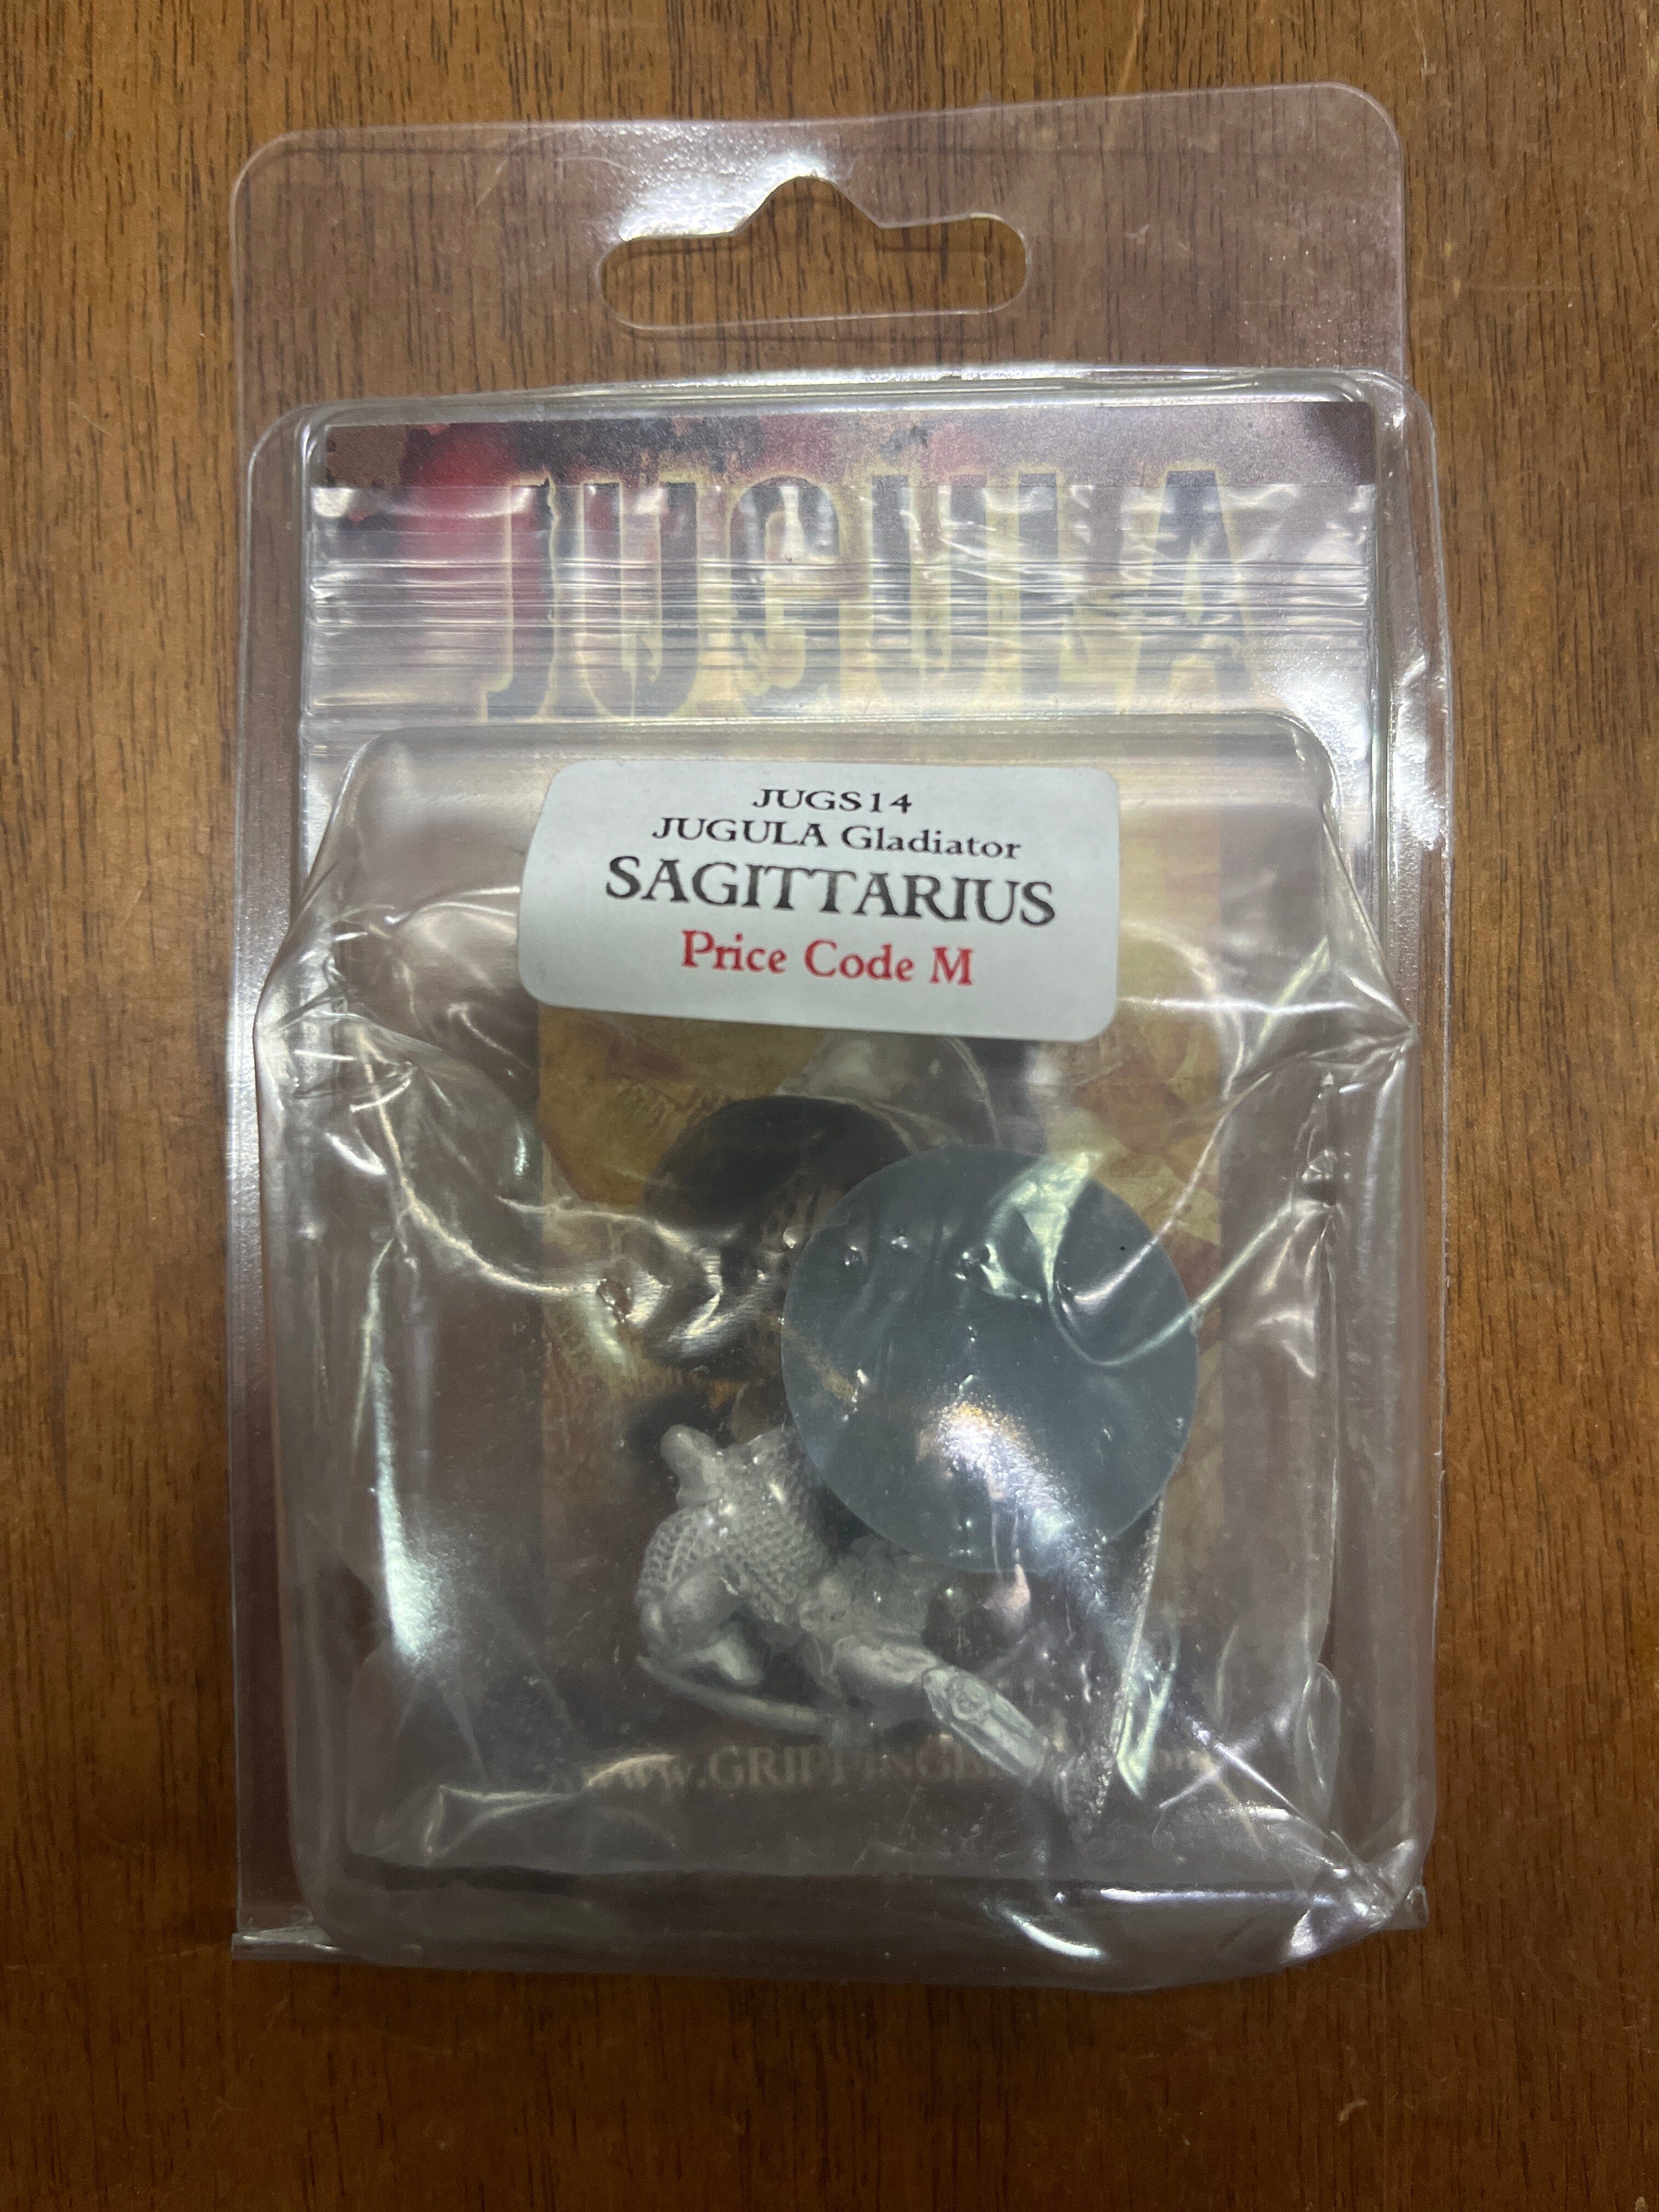 JUGULA
JUGS14
JUGULA Gladiator
SAGITTARIUS
Price Code M